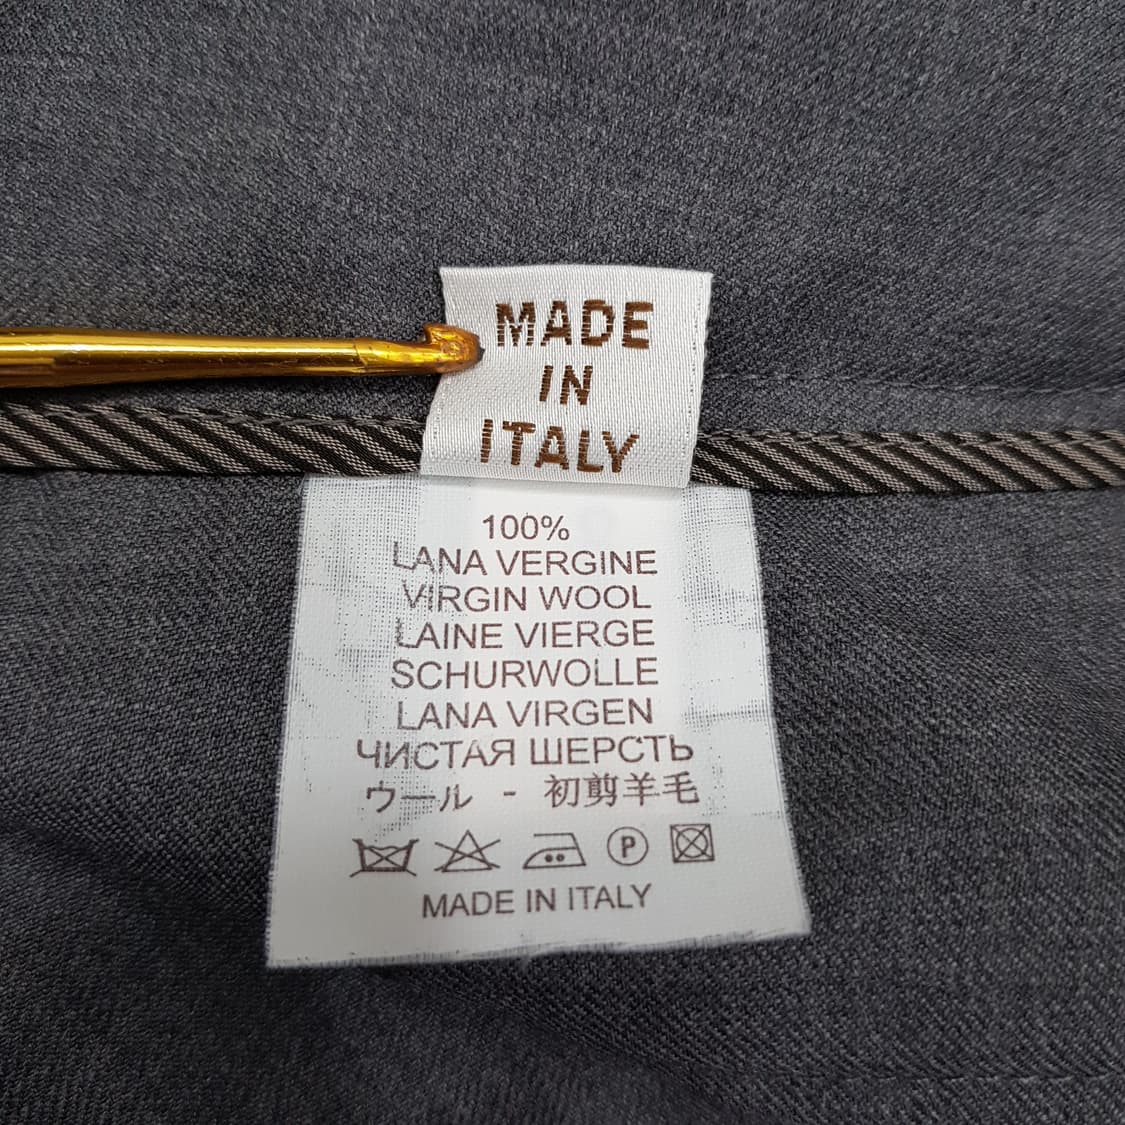 MADE
IN
ITALY
100%
LANA VERGINE
VIRGIN WOOL
LAINE VIERGE
SCHURWOLLE
LANA VIRGEN
ЧИСТАЯ ШЕРСТЬ
ウール - 初剪羊毛
P
MADE IN ITALY